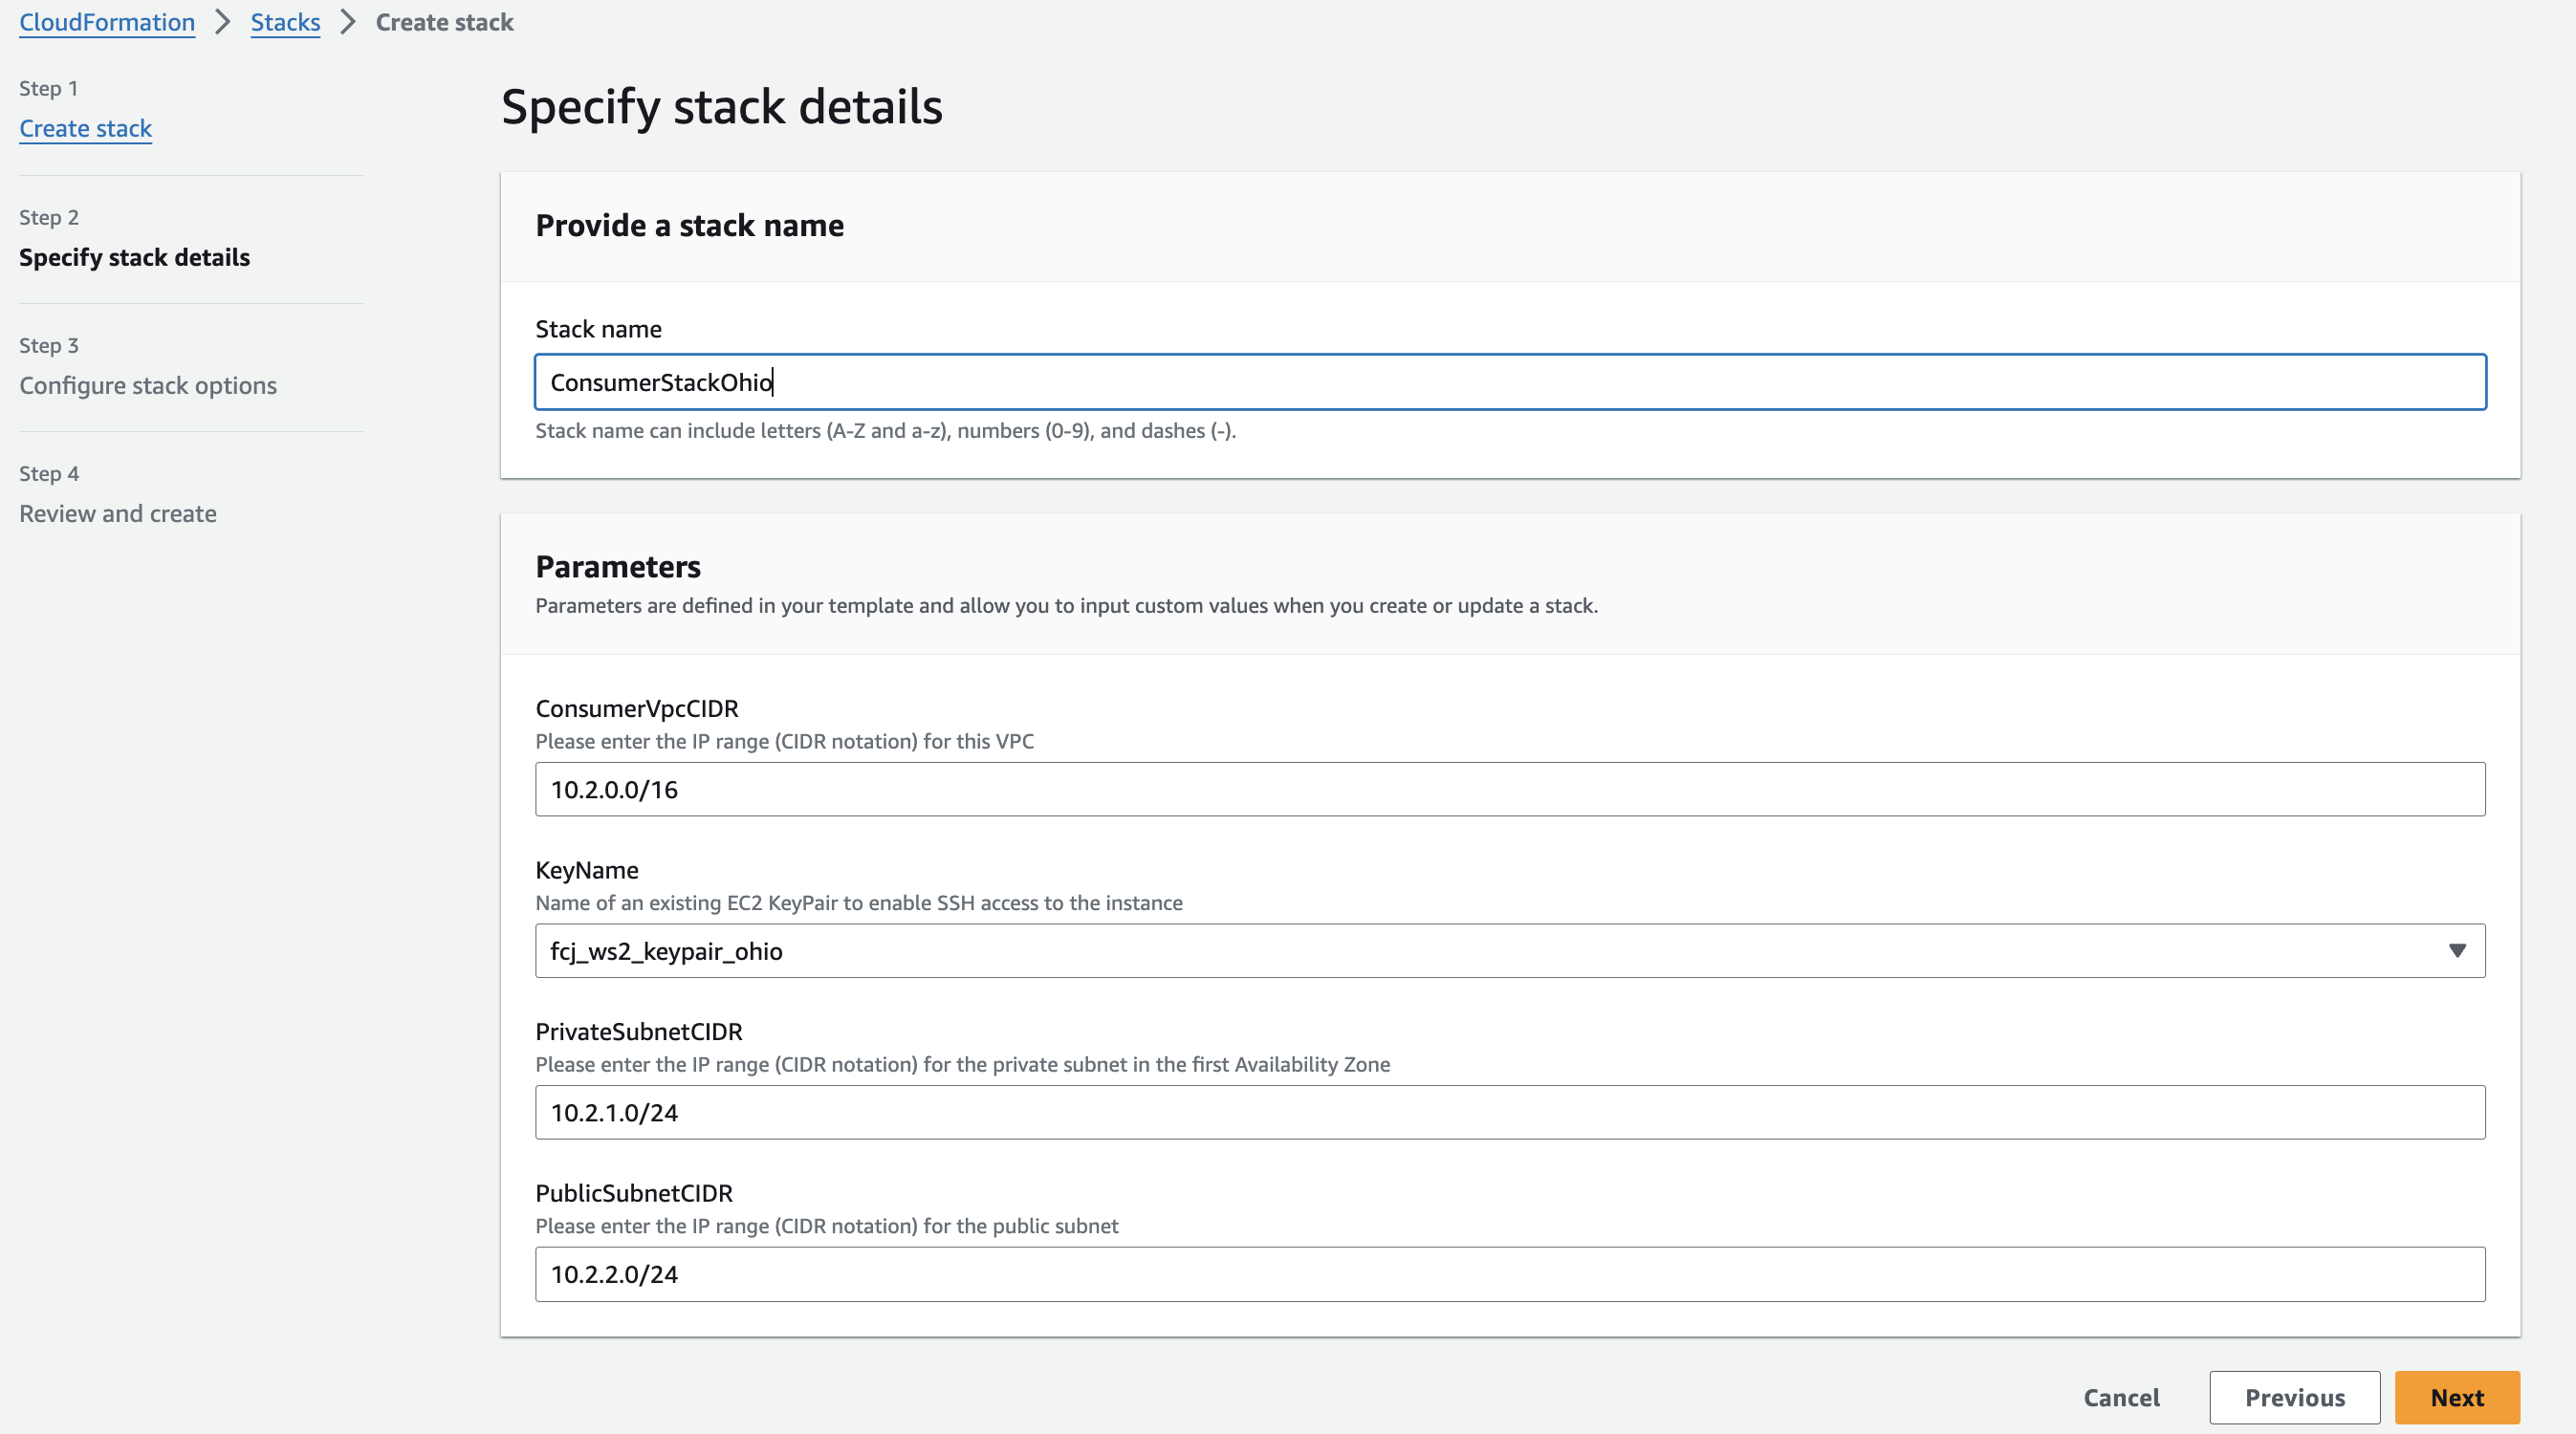 CloudFormation > Stacks > Create stack
Step 1
Create stack
Step 2
Specify stack details
Step 3
Configure stack options
Step 4
Review and create
Specify stack details
Provide a stack name
Stack name
ConsumerStackOhio
Stack name can include letters (A-Z and a-z), numbers (0-9), and dashes (-).
Parameters
Parameters are defined in your template and allow you to input custom values when you create or update a stack.
ConsumerVpcCIDR
Please enter the IP range (CIDR notation) for this VPC
10.2.0.0/16
KeyName
Name of an existing EC2 KeyPair to enable SSH access to the instance
fcj_ws2_keypair_ohio
PrivateSubnetCIDR
Please enter the IP range (CIDR notation) for the private subnet in the first Availability Zone
10.2.1.0/24
PublicSubnetCIDR
Please enter the IP range (CIDR notation) for the public subnet
10.2.2.0/24
Cancel Previous Next